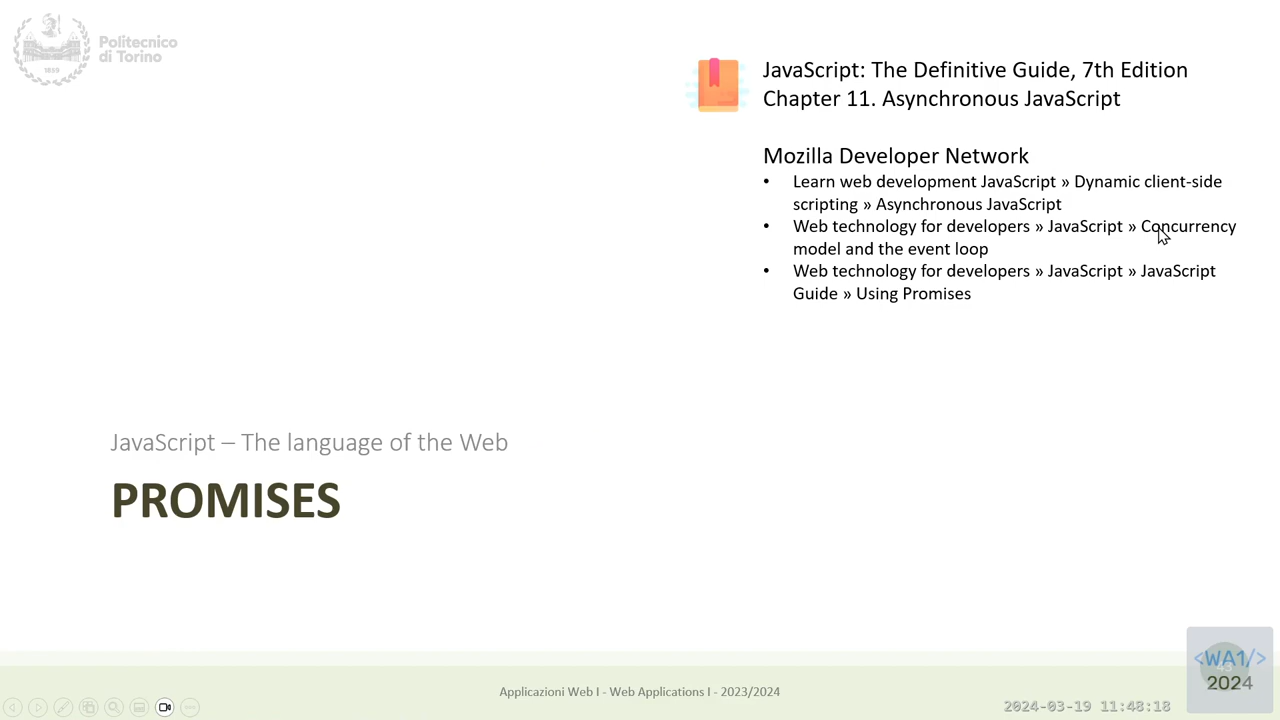 Politecnico
di Torino
1859
JavaScript: The Definitive Guide, 7th Edition
Chapter 11. Asynchronous JavaScript
Mozilla Developer Network
• Learn web development JavaScript » Dynamic client-side
scripting » Asynchronous JavaScript
• Web technology for developers » JavaScript » Concurrency
model and the event loop
• Web technology for developers » JavaScript » JavaScript
Guide » Using Promises
JavaScript – The language of the Web
PROMISES
Applicazioni Web I - Web Applications I - 2023/2024
<WA1/>
2024
2024-03-19 11:48:18